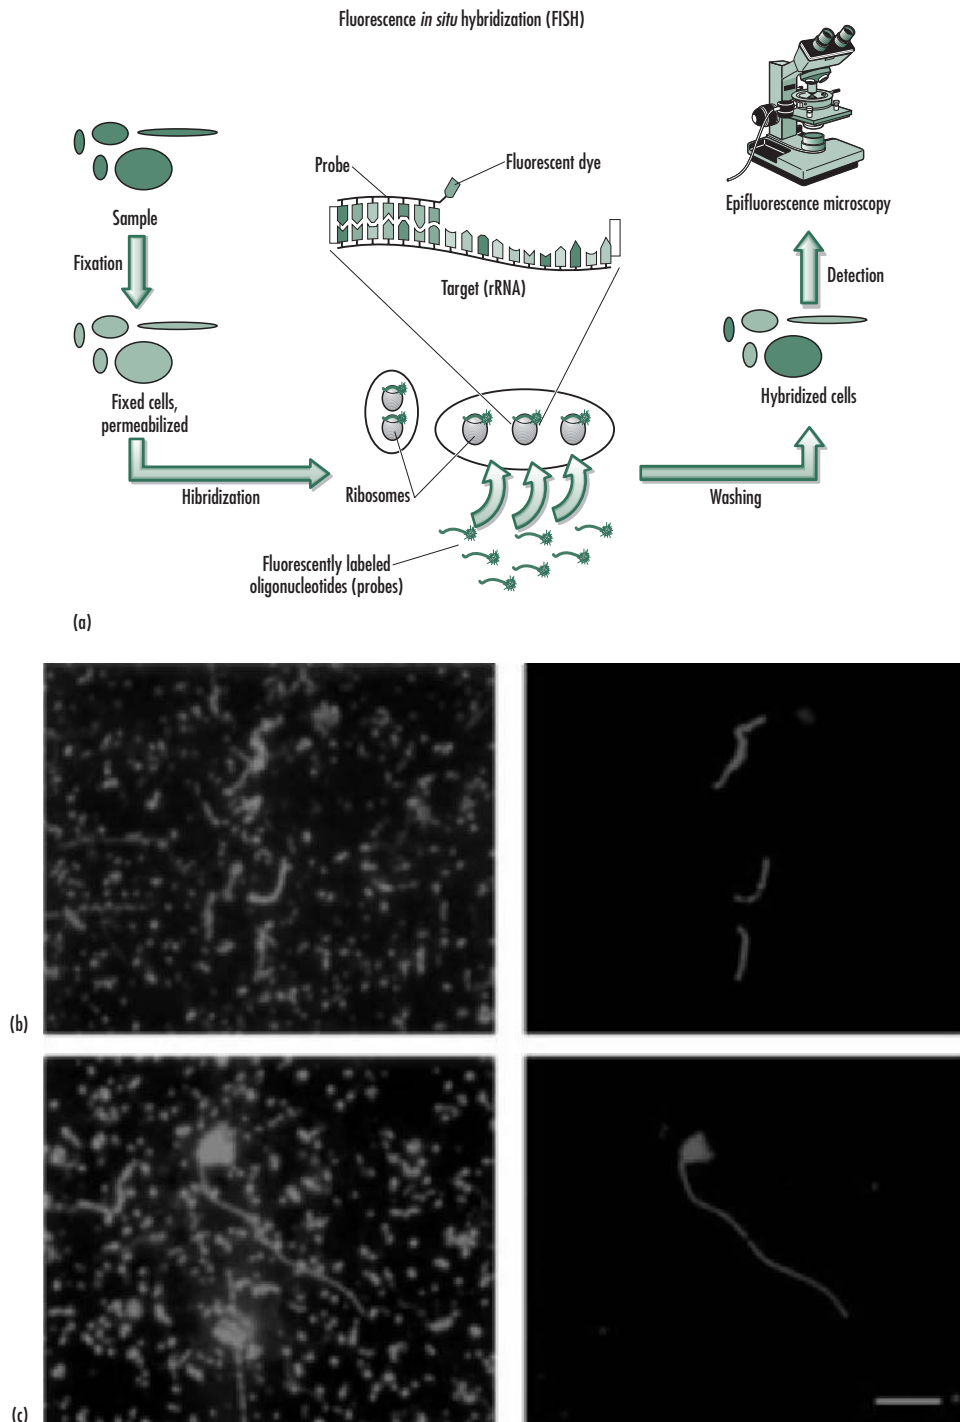 Fluorescence in situ hybridization (FISH)
Probe
Fluorescent dye
Target (rRNA)
Sample
Fixation
Fixed cells,
permeabilized
Hibridization
Ribosomes
Fluorescently labeled
oligonucleotides (probes)
Washing
Hybridized cells
Detection
Epifluorescence microscopy
(a)
(b)
(c)